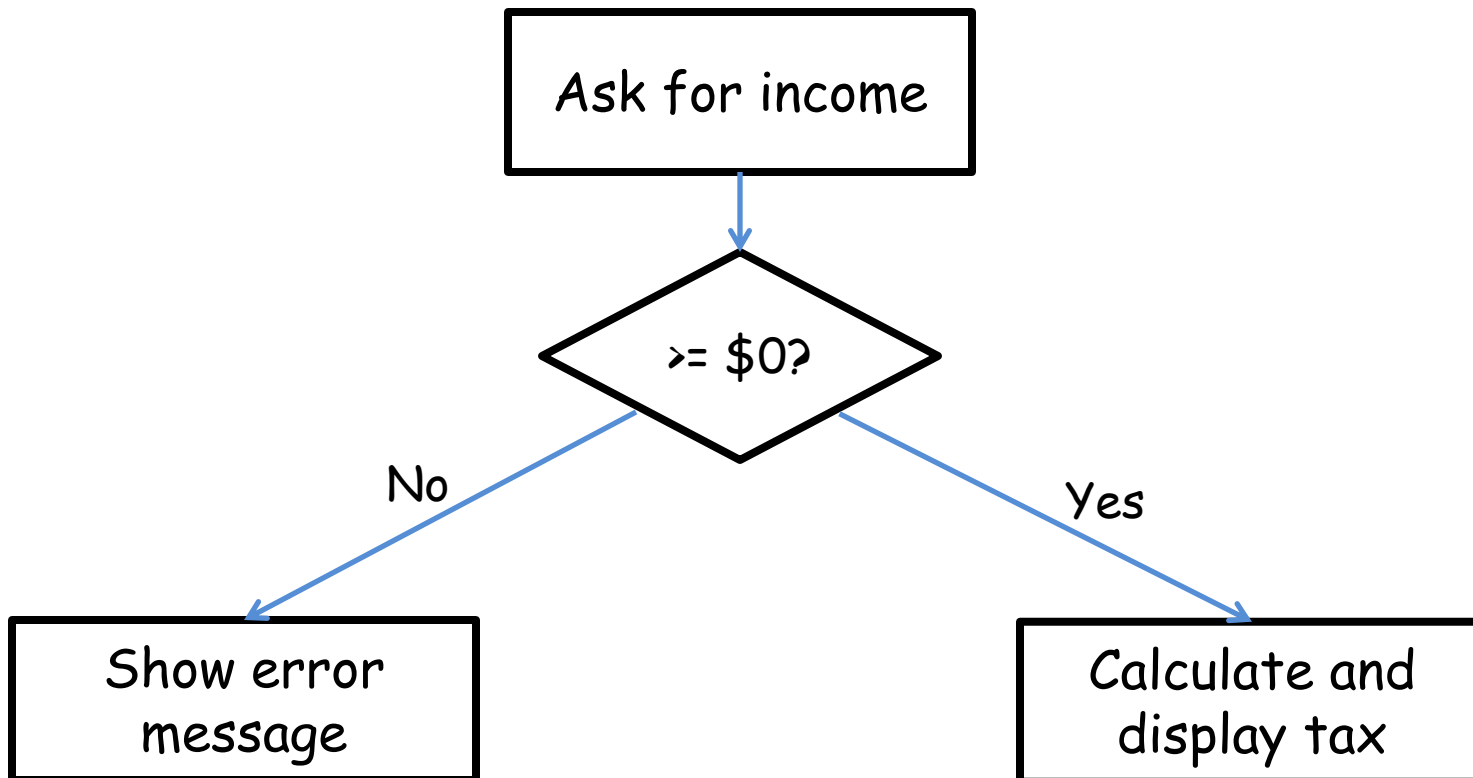 Ask for income
>= $0?
No
Yes
Show error
message
Calculate and
display tax